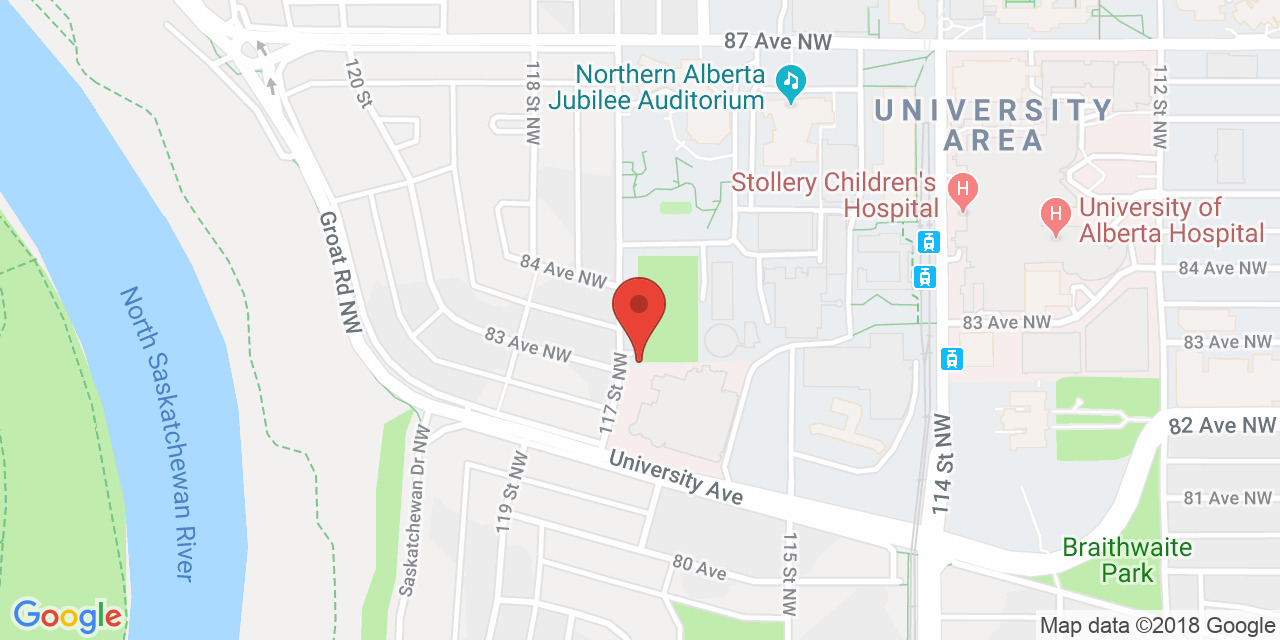 87 Ave NW
120 St
118 St NW
Northern Alberta
Jubilee Auditorium
UNIVERSITY
AREA
112 St NW
Stollery Children's
Hospital
H
H
University of
Alberta Hospital
Groat Rd NW
84 Ave NW
84 Ave NW
North Saskatchewan River
83 Ave NW
83 Ave NW
83 Ave NW
117 St NW
82 Ave NW
Saskatchewan Dr NW
119 St NW
University Ave
114 St NW
81 Ave NW
115 St NW
80 Ave
Braithwaite
Park
Google
Map data ©2018 Google